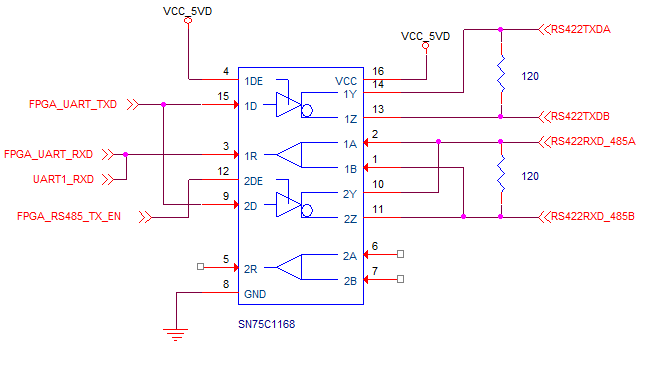 VCC_5VD
VCC_5VD
RS422TXDA
4
1DE
VCC
16
1Y
14
120
FPGA_UART_TXD
15
1D
1Z
13
RS422TXDB
1A
2
RS422RXD_485A
FPGA_UART_RXD
3
1R
1B
1
UART1_RXD
12
2DE
2Y
10
120
9
2D
FPGA_RS485_TX_EN
2Z
11
RS422RXD_485B
2A
6
5
2R
2B
7
8
GND
SN75C1168